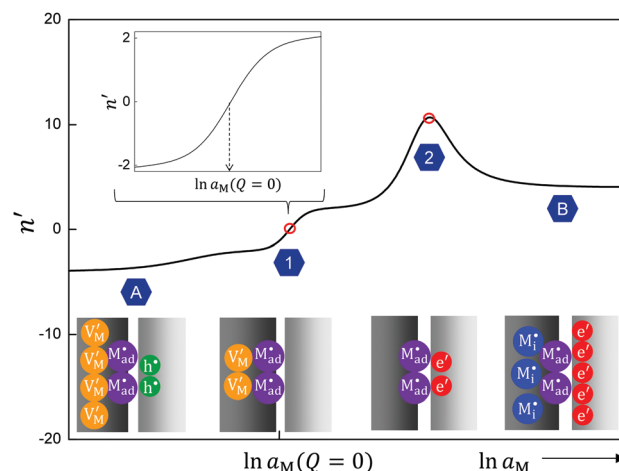 20
10
0
-10
-20
n′
2
0
-2
n′
ln a_M(Q = 0)
2
1
A
B
V′_M
V′_M
V′_M
V′_M
M•_ad
M•_ad
h•
h•
V′_M
V′_M
M•_ad
M•_ad
M•_ad
M•_ad
e′
e′
M•_i
M•_i
M•_i
M•_ad
M•_ad
e′
e′
e′
e′
e′
ln a_M(Q = 0)
ln a_M